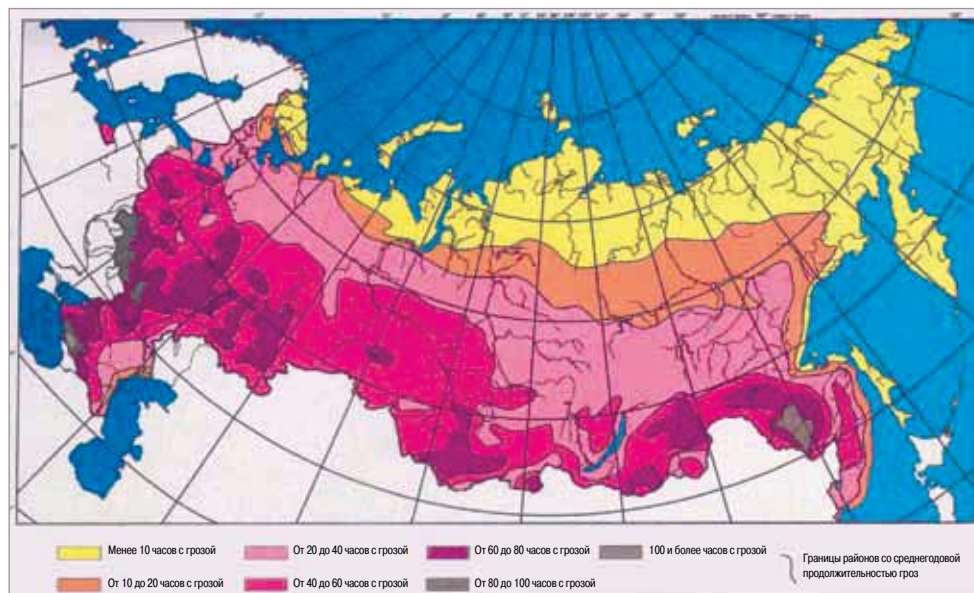 Менее 10 часов с грозой
От 20 до 40 часов с грозой
От 60 до 80 часов с грозой
100 и более часов с грозой
От 10 до 20 часов с грозой
От 40 до 60 часов с грозой
От 80 до 100 часов с грозой
Границы районов со среднегодовой
продолжительностью гроз